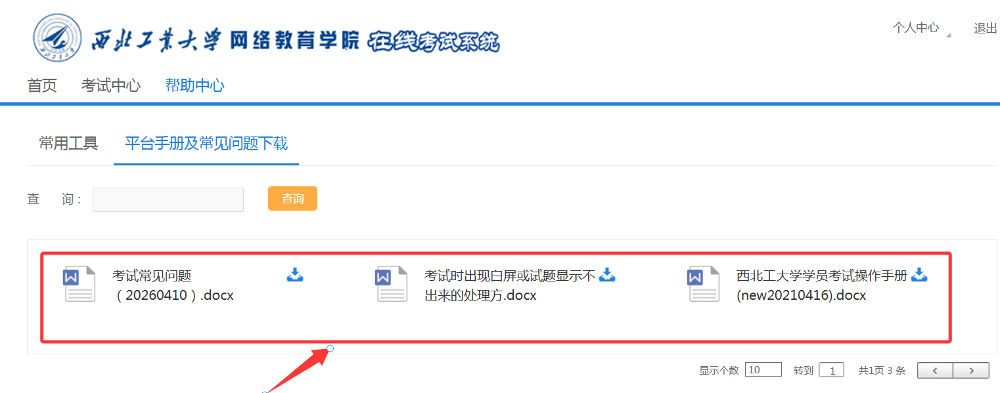 西北工业大学 网络教育学院 在线考试系统
个人中心 退出
首页 考试中心 帮助中心
常用工具 平台手册及常见问题下载
查 询： 查询
考试常见问题
（20260410）.docx
考试时出现白屏或试题显示不
出来的处理方.docx
西北工大学学员考试操作手册
(new20210416).docx
显示个数 10 转到 1 共1页 3 条 < >